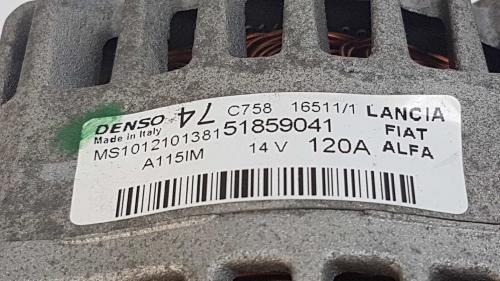 DENSO 74 C758 16511/1 LANCIA
Made in Italy FIAT
MS1012101381 51859041
A115IM 14 V 120A ALFA